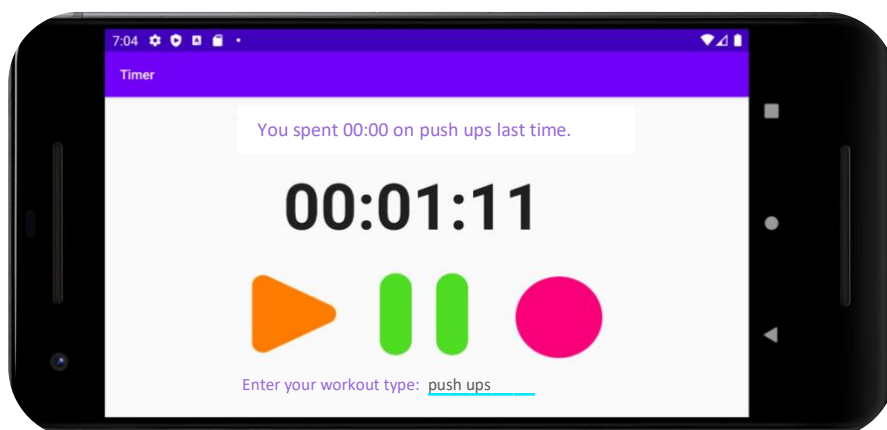 7:04
Timer
You spent 00:00 on push ups last time.
00:01:11
Enter your workout type: push ups